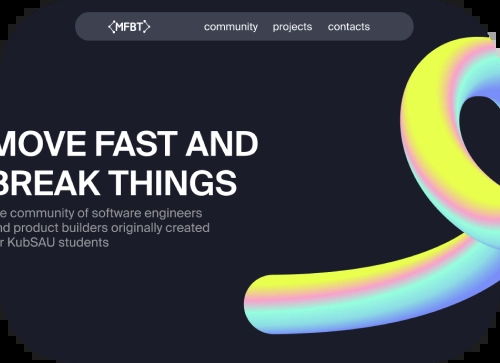 MFBT
community projects contacts
MOVE FAST AND
BREAK THINGS
community of software engineers
and product builders originally created
KubSAU students